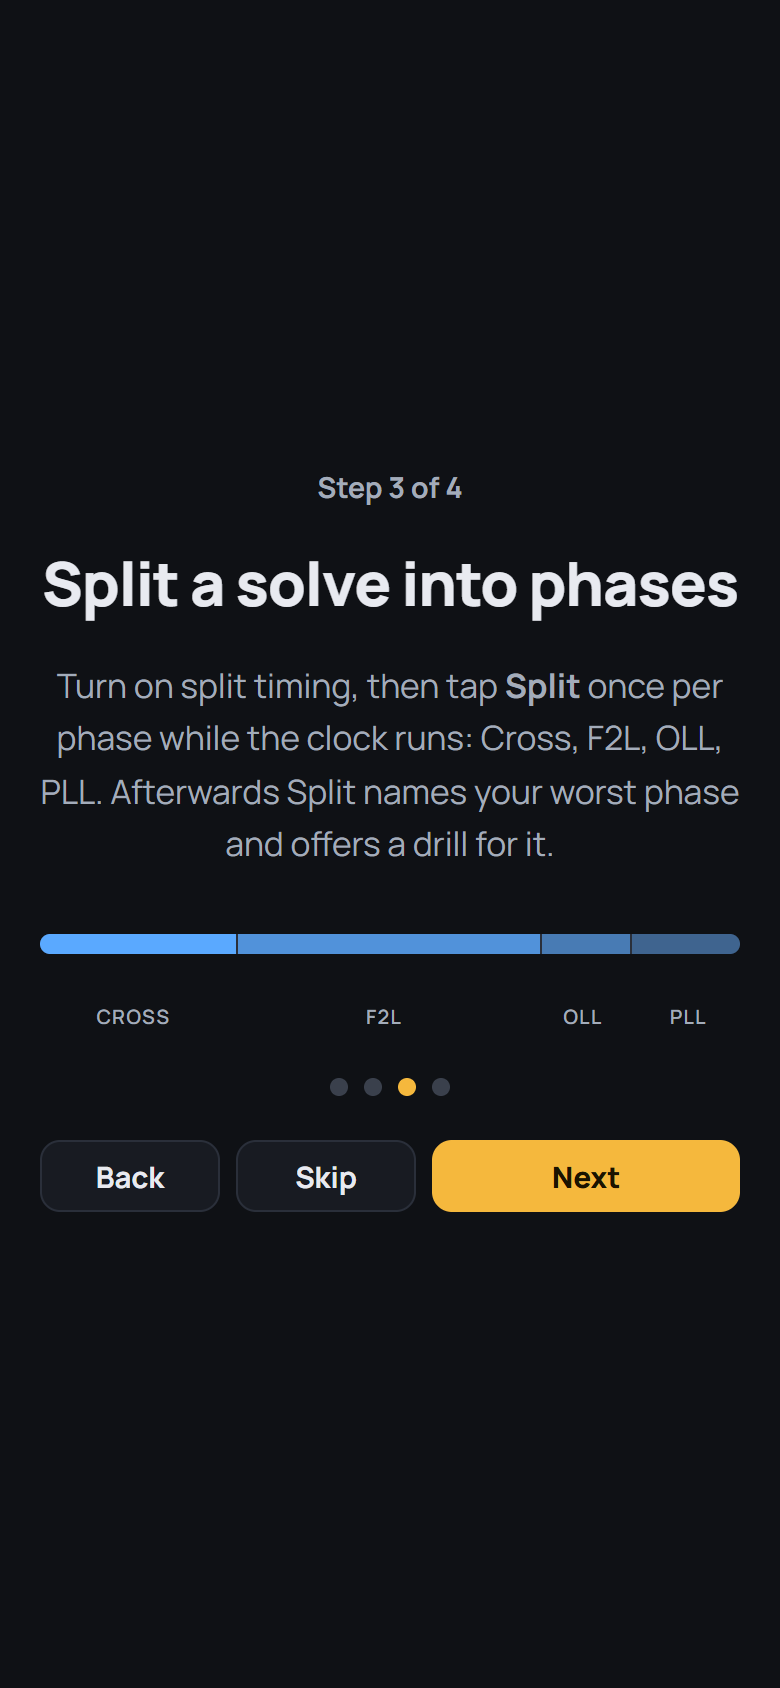 Step 3 of 4
Split a solve into phases
Turn on split timing, then tap Split once per
phase while the clock runs: Cross, F2L, OLL,
PLL. Afterwards Split names your worst phase
and offers a drill for it.
CROSS F2L OLL PLL
Back Skip Next